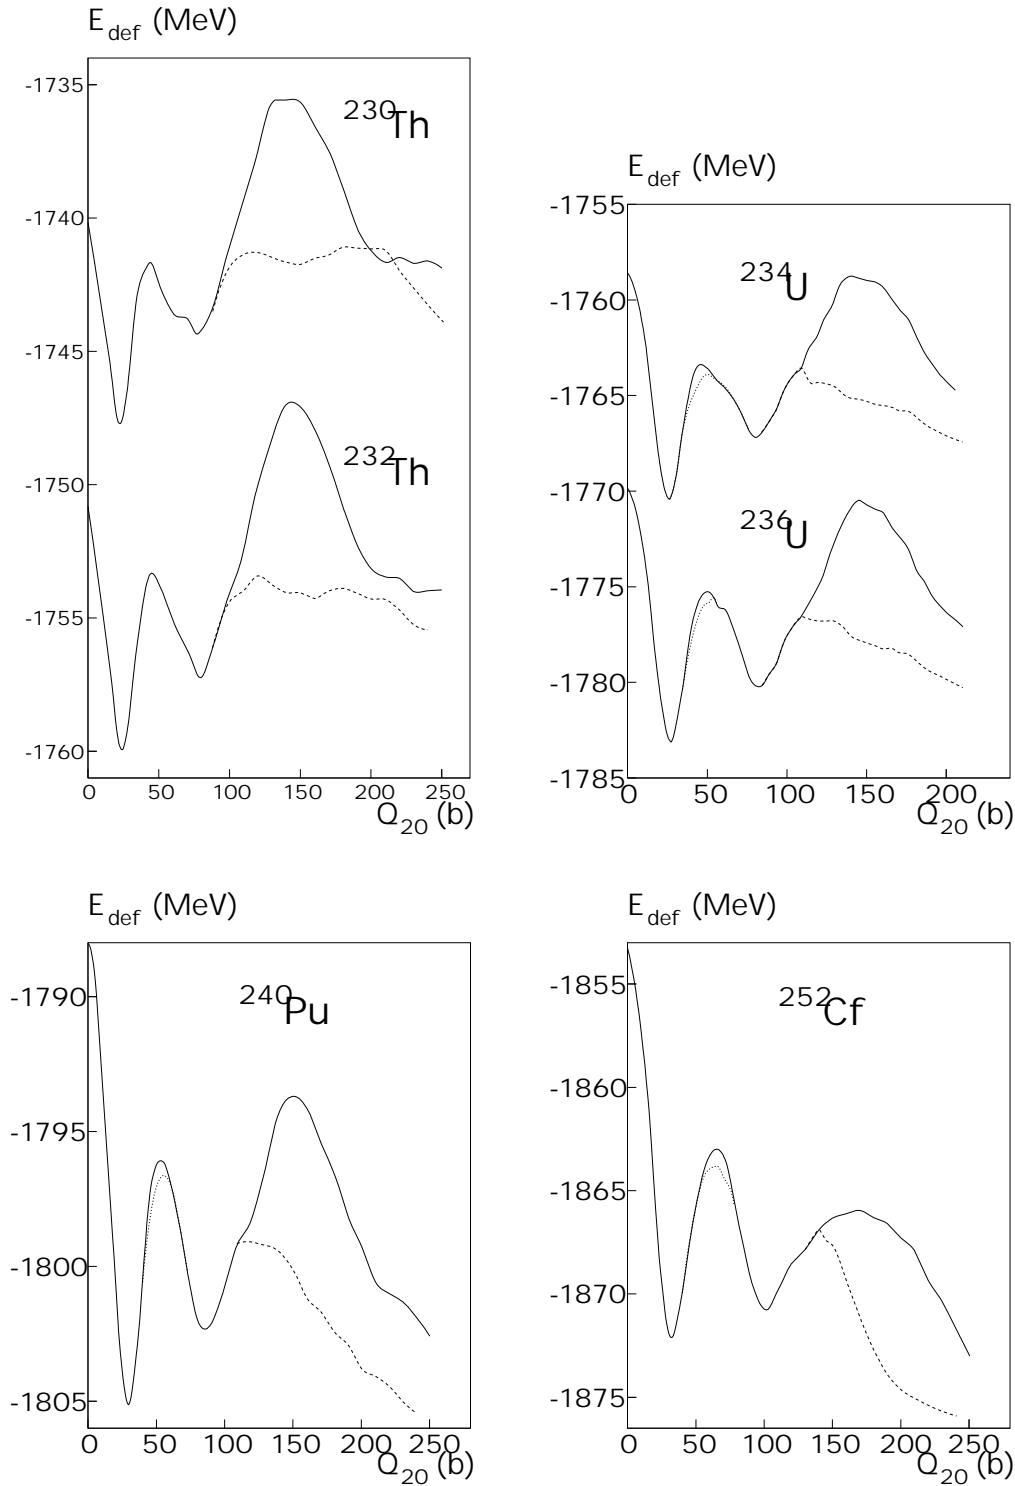 E_def (MeV)
-1735
-1740
-1745
-1750
-1755
-1760
230Th
232Th
0 50 100 150 200 250
Q_20 (b)
E_def (MeV)
-1755
-1760
-1765
-1770
-1775
-1780
-1785
234U
236U
0 50 100 150 200
Q_20 (b)
E_def (MeV)
-1790
-1795
-1800
-1805
240Pu
0 50 100 150 200 250
Q_20 (b)
E_def (MeV)
-1855
-1860
-1865
-1870
-1875
252Cf
0 50 100 150 200 250
Q_20 (b)